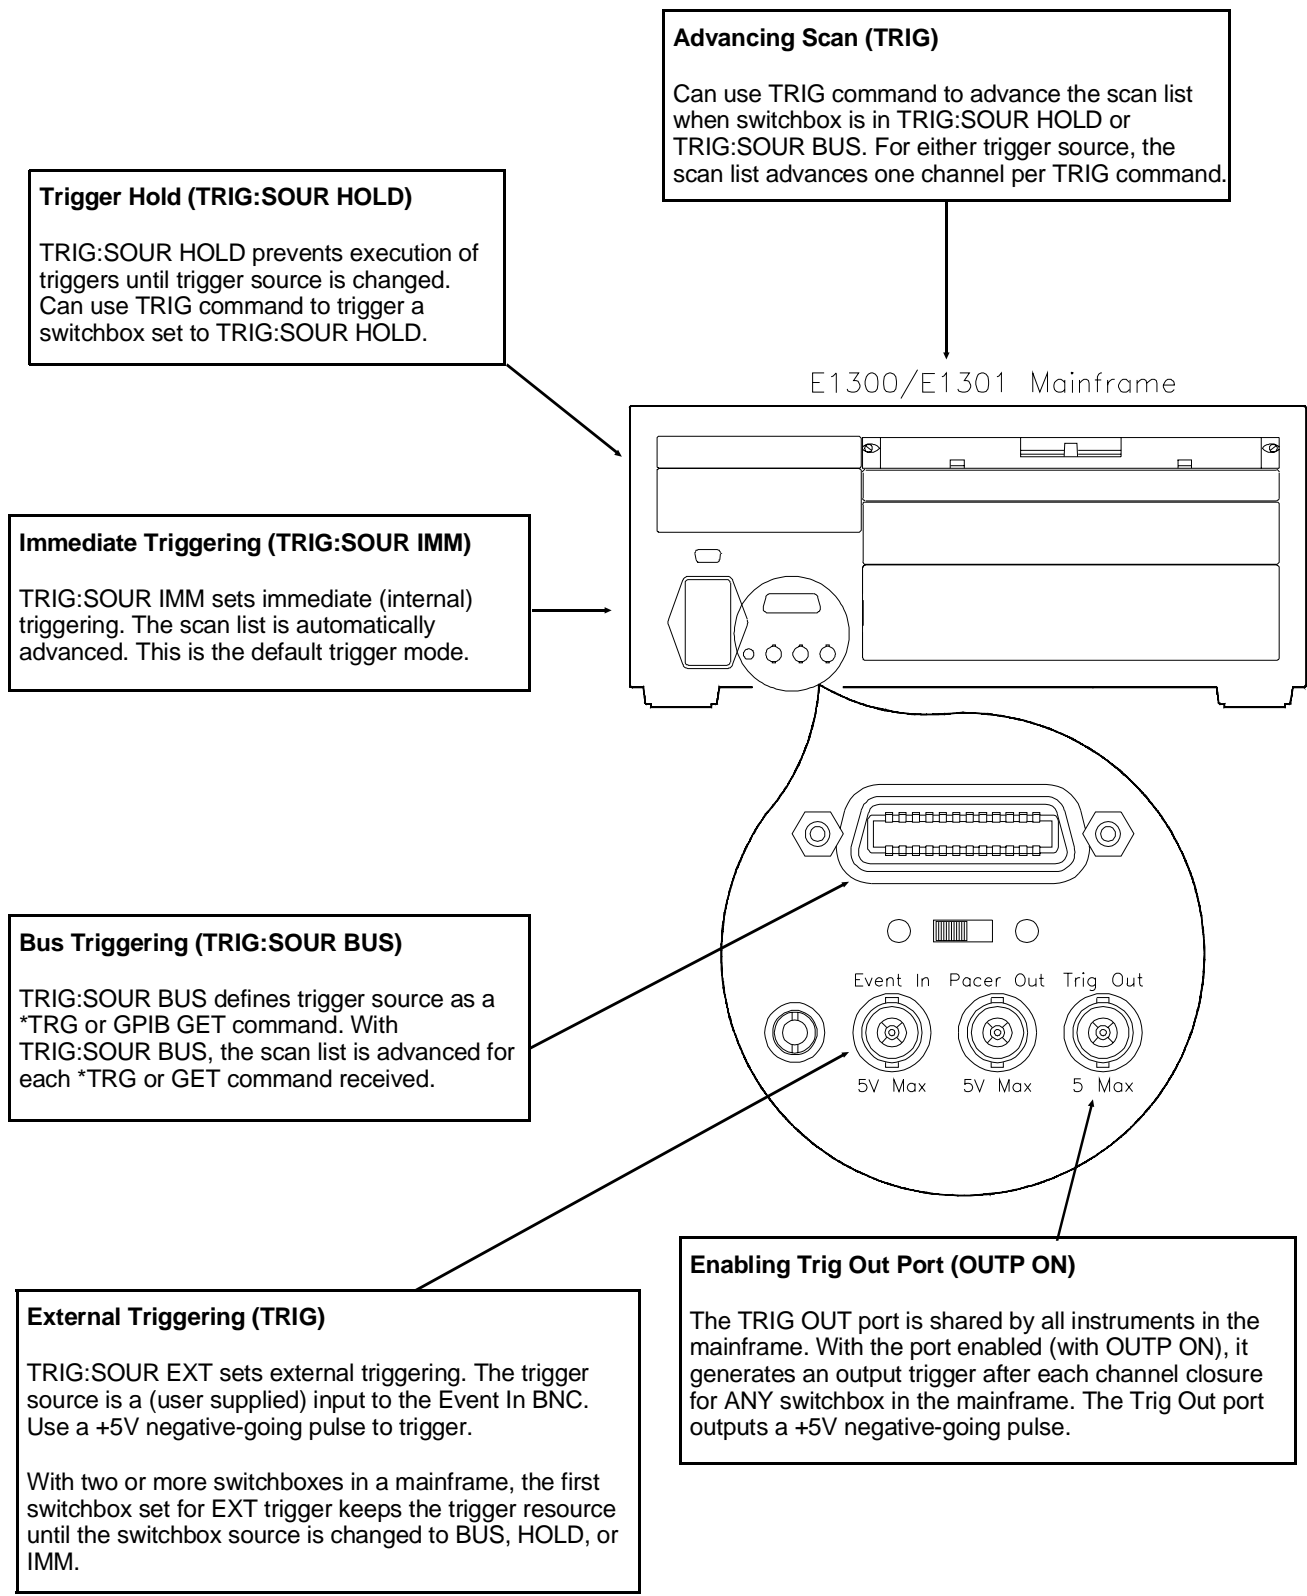 Advancing Scan (TRIG)
Can use TRIG command to advance the scan list
when switchbox is in TRIG:SOUR HOLD or
TRIG:SOUR BUS. For either trigger source, the
scan list advances one channel per TRIG command.
Trigger Hold (TRIG:SOUR HOLD)
TRIG:SOUR HOLD prevents execution of
triggers until trigger source is changed.
Can use TRIG command to trigger a
switchbox set to TRIG:SOUR HOLD.
E1300/E1301 Mainframe
Immediate Triggering (TRIG:SOUR IMM)
TRIG:SOUR IMM sets immediate (internal)
triggering. The scan list is automatically
advanced. This is the default trigger mode.
Bus Triggering (TRIG:SOUR BUS)
TRIG:SOUR BUS defines trigger source as a
*TRG or GPIB GET command. With
TRIG:SOUR BUS, the scan list is advanced for
each *TRG or GET command received.
Event In Pacer Out Trig Out
5V Max 5V Max 5 Max
External Triggering (TRIG)
TRIG:SOUR EXT sets external triggering. The trigger
source is a (user supplied) input to the Event In BNC.
Use a +5V negative-going pulse to trigger.
With two or more switchboxes in a mainframe, the first
switchbox set for EXT trigger keeps the trigger resource
until the switchbox source is changed to BUS, HOLD, or
IMM.
Enabling Trig Out Port (OUTP ON)
The TRIG OUT port is shared by all instruments in the
mainframe. With the port enabled (with OUTP ON), it
generates an output trigger after each channel closure
for ANY switchbox in the mainframe. The Trig Out port
outputs a +5V negative-going pulse.